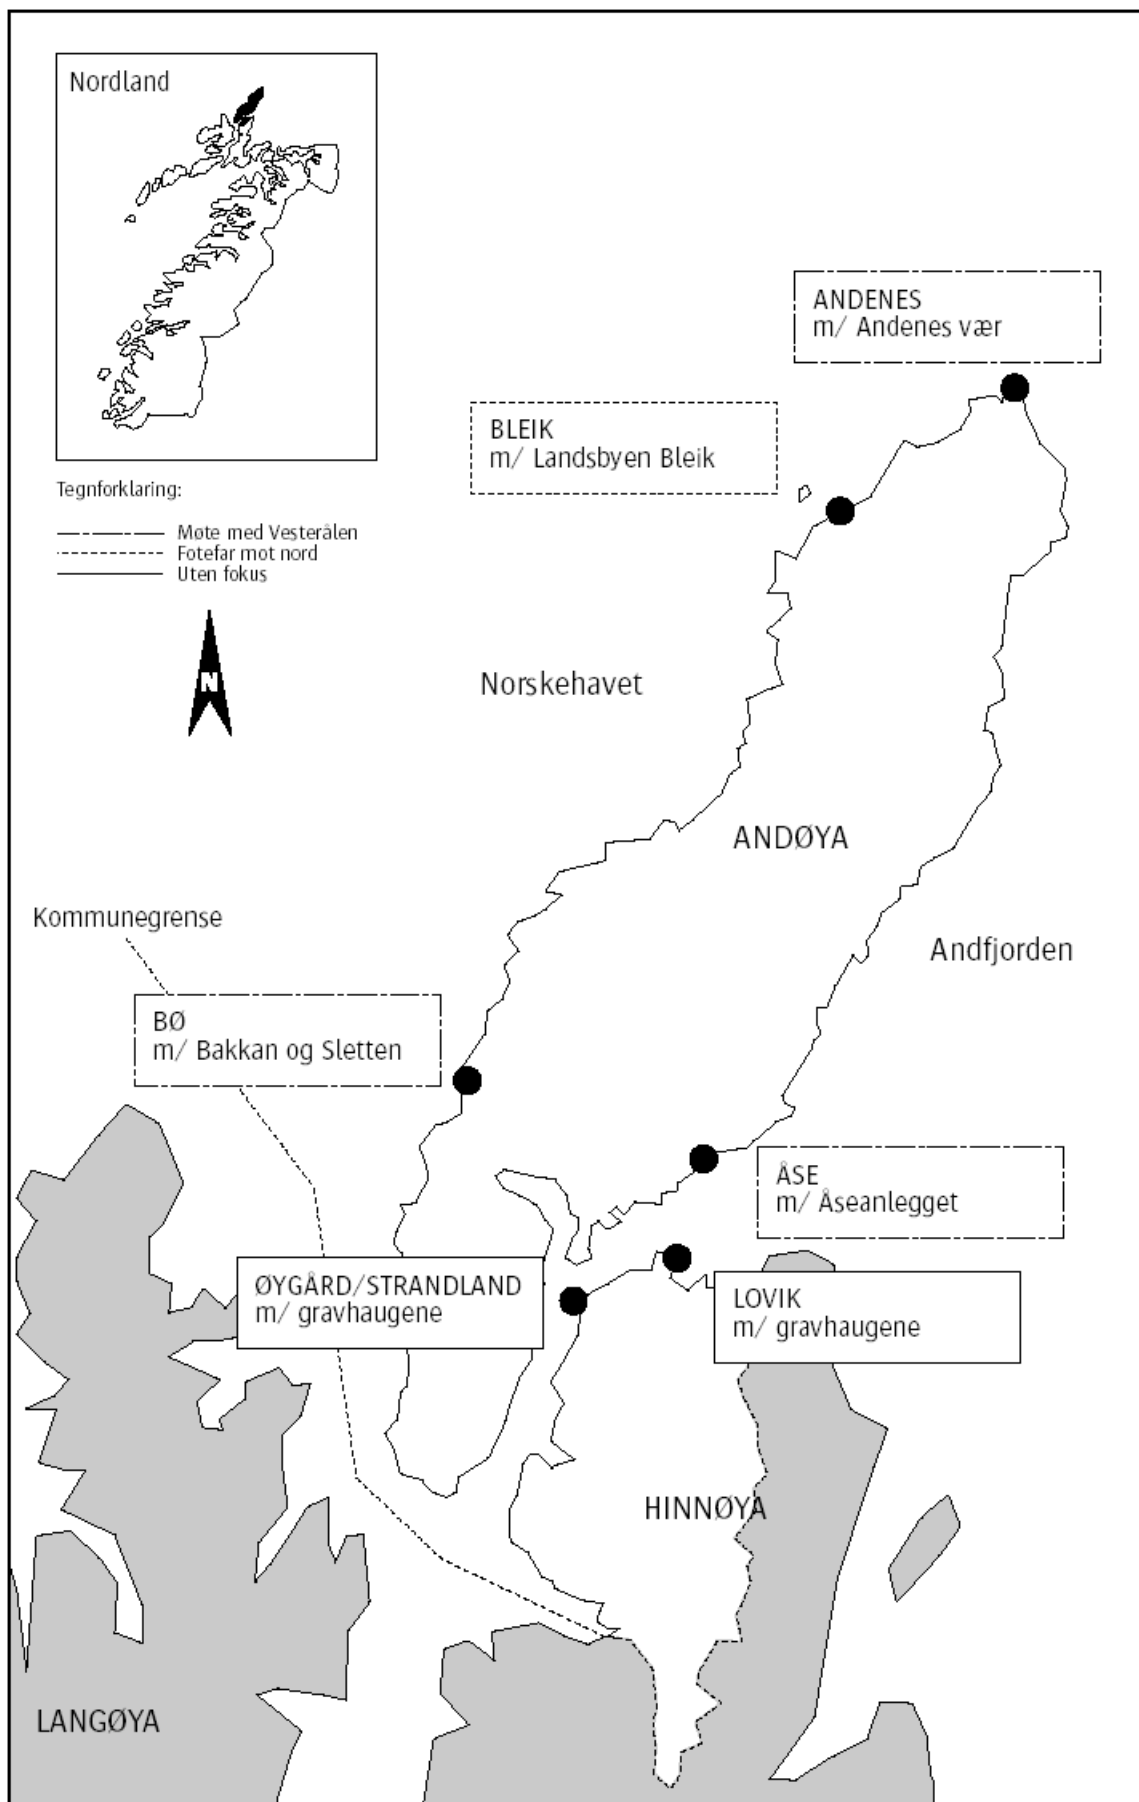 Nordland
ANDENES
m/ Andenes vær
BLEIK
m/ Landsbyen Bleik
Tegnforklaring:
Møte med Vesterålen
Fotefar mot nord
Uten fokus
N
Norskehavet
ANDØYA
Kommunegrense
Andfjorden
BØ
m/ Bakkan og Sletten
ÅSE
m/ Åseanlegget
ØYGÅRD/STRANDLAND
m/ gravhaugene
LOVIK
m/ gravhaugene
HINNØYA
LANGØYA